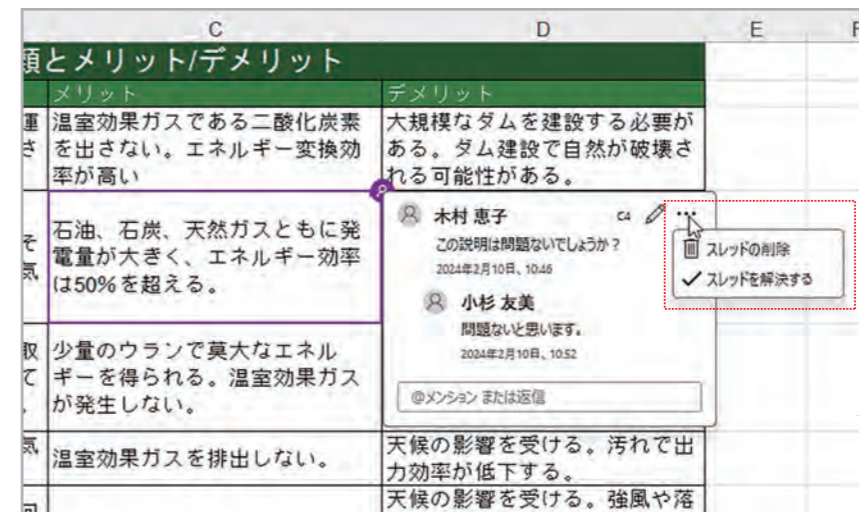 C D E F
類とメリット/デメリット
メリット デメリット
運 温室効果ガスである二酸化炭素 大規模なダムを建設する必要が
さ を出さない。エネルギー変換効 ある。ダム建設で自然が破壊さ
率が高い れる可能性がある。
石油、石炭、天然ガスともに発
そ 電量が大きく、エネルギー効率
気 は50%を超える。
木村 恵子 C4
この説明は問題ないでしょうか?
2024年2月10日、10:46
小杉 友美
問題ないと思います。
2024年2月10日、10:52
@メンション または返信
スレッドの削除
スレッドを解決する
取 少量のウランで莫大なエネル
て ギーを得られる。温室効果ガス
が発生しない。
気 温室効果ガスを排出しない。
天候の影響を受ける。汚れで出
力効率が低下する。
天候の影響を受ける。強風や落